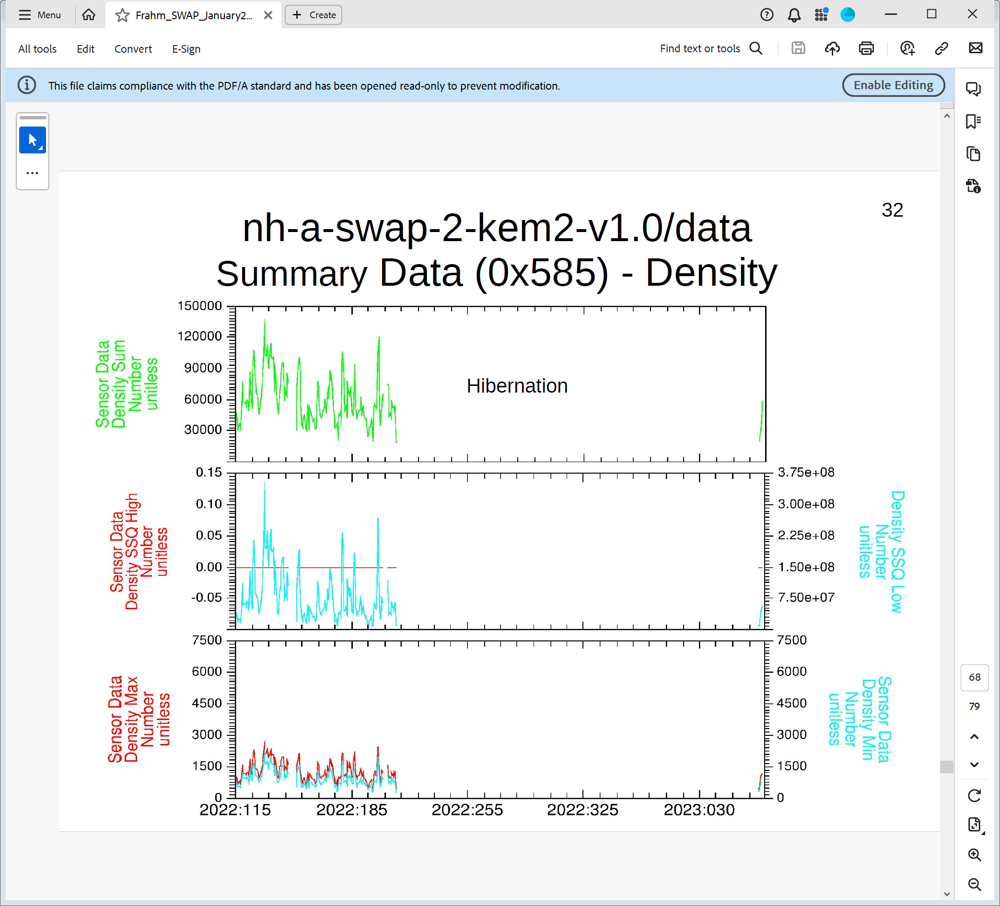 Menu
Frahm_SWAP_January2...
Create
All tools
Edit
Convert
E-Sign
Find text or tools
This file claims compliance with the PDF/A standard and has been opened read-only to prevent modification.
Enable Editing
32
nh-a-swap-2-kem2-v1.0/data
Summary Data (0x585) - Density
Sensor Data
Density Sum
Number
unitless
150000
120000
90000
60000
30000
Hibernation
Sensor Data
Density SSQ High
Number
unitless
0.15
0.10
0.05
0.00
-0.05
3.75e+08
3.00e+08
2.25e+08
1.50e+08
7.50e+07
Density SSQ Low
Number
unitless
Sensor Data
Density Max
Number
unitless
7500
6000
4500
3000
1500
0
7500
6000
4500
3000
1500
0
Sensor Data
Density Min
Number
unitless
2022:115
2022:185
2022:255
2022:325
2023:030
68
79